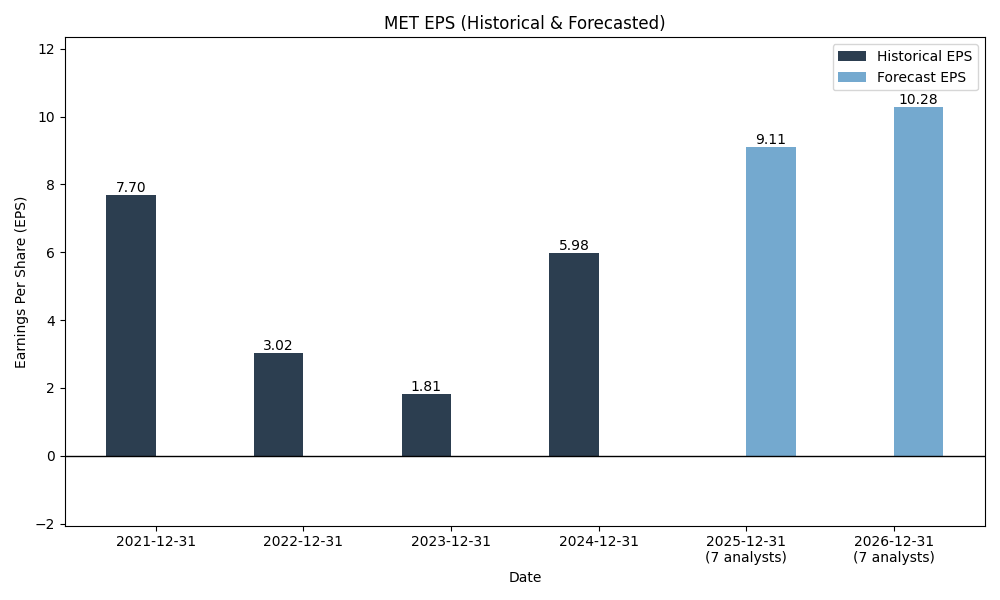 MET EPS (Historical & Forecasted)
Historical EPS
Forecast EPS
Earnings Per Share (EPS)
12
10
8
6
4
2
0
−2
7.70
3.02
1.81
5.98
9.11
10.28
2021-12-31
2022-12-31
2023-12-31
2024-12-31
2025-12-31
(7 analysts)
2026-12-31
(7 analysts)
Date